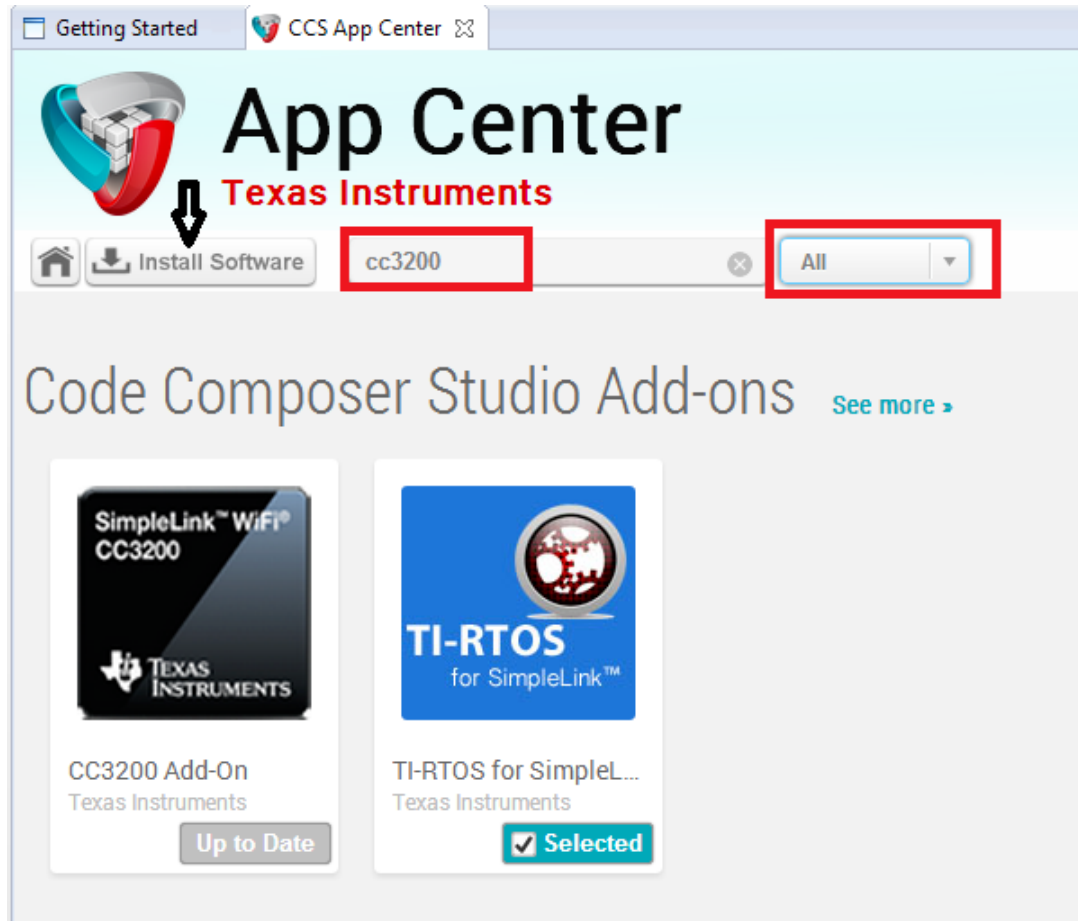 Getting Started
CCS App Center
App Center
Texas Instruments
Install Software
cc3200
All
Code Composer Studio Add-ons
See more »
SimpleLink™ WiFi®
CC3200
TEXAS
INSTRUMENTS
TI-RTOS
for SimpleLink™
CC3200 Add-On
Texas Instruments
Up to Date
TI-RTOS for SimpleL...
Texas Instruments
Selected